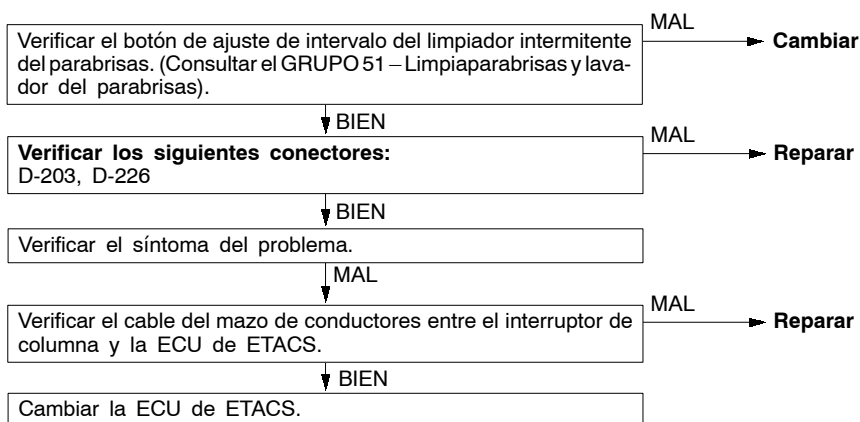 MAL
Verificar el botón de ajuste de intervalo del limpiador intermitente
del parabrisas. (Consultar el GRUPO 51 – Limpiaparabrisas y lava-
dor del parabrisas).
Cambiar
BIEN
MAL
Verificar los siguientes conectores:
D-203, D-226
Reparar
BIEN
Verificar el síntoma del problema.
MAL
MAL
Verificar el cable del mazo de conductores entre el interruptor de
columna y la ECU de ETACS.
Reparar
BIEN
Cambiar la ECU de ETACS.